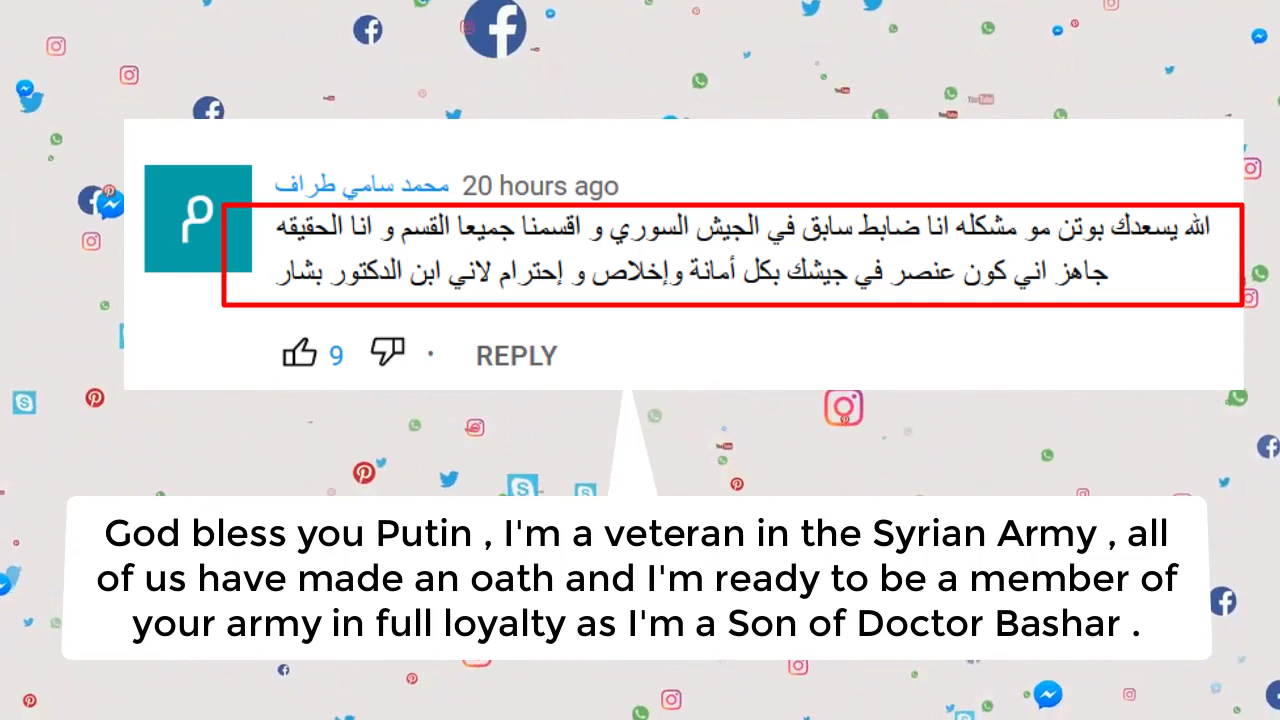 محمد سامي طراف 20 hours ago
الله يسعدك بوتن مو مشكله انا ضابط سابق في الجيش السوري و اقسمنا جميعا القسم و انا الحقيقه
جاهز اني كون عنصر في جيشك بكل أمانة وإخلاص و إحترام لاني ابن الدكتور بشار
9 · REPLY
God bless you Putin , I'm a veteran in the Syrian Army , all
of us have made an oath and I'm ready to be a member of
your army in full loyalty as I'm a Son of Doctor Bashar .